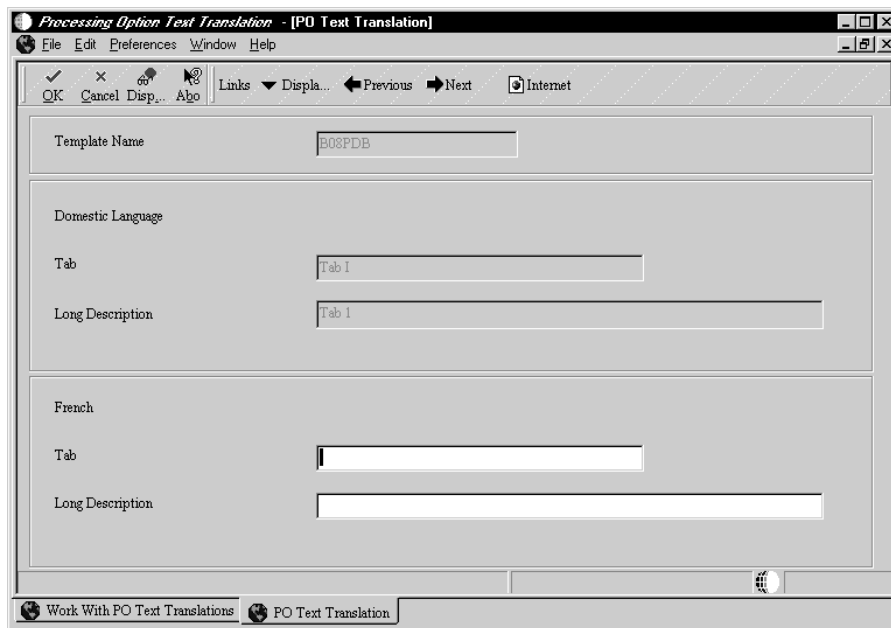 Processing Option Text Translation - [PO Text Translation]
File Edit Preferences Window Help
OK Cancel Disp... Abo Links Displa... Previous Next Internet
Template Name B08PDB
Domestic Language
Tab Tab I
Long Description Tab 1
French
Tab
Long Description
Work With PO Text Translations PO Text Translation